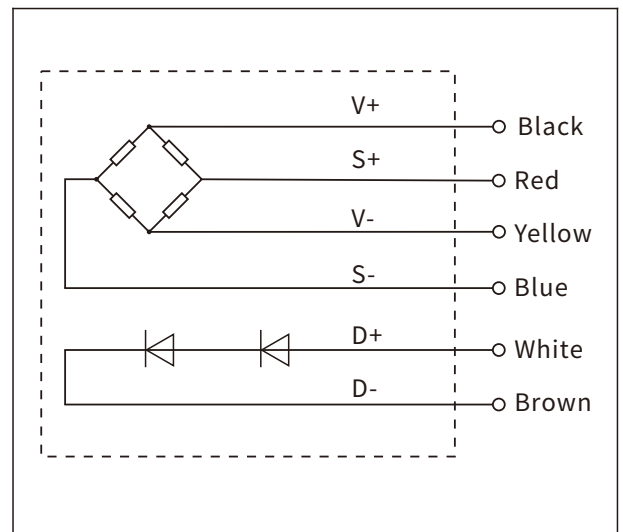 V+ Black
S+ Red
V- Yellow
S- Blue
D+ White
D- Brown